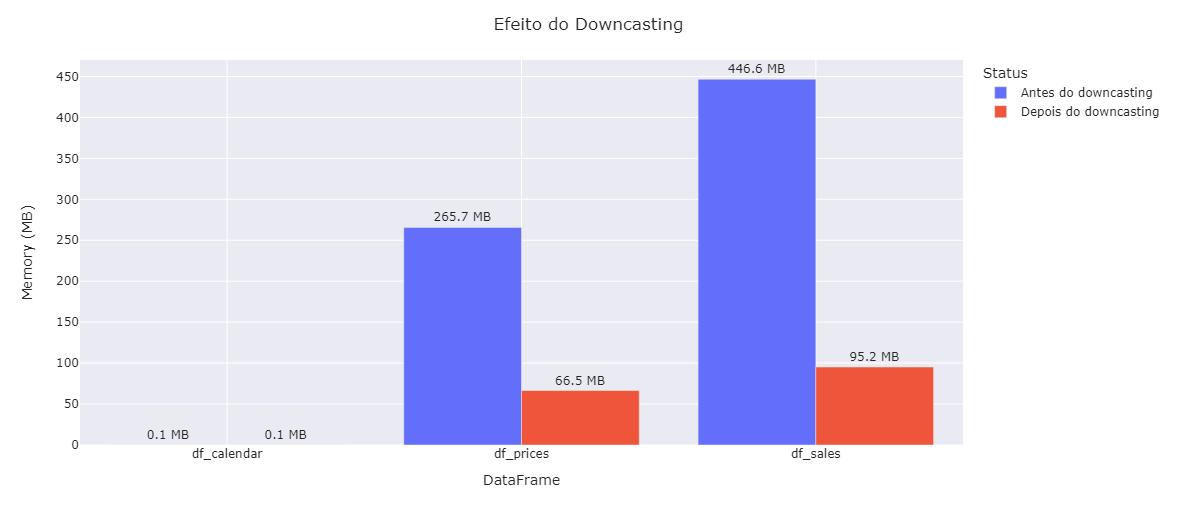 Efeito do Downcasting
Status
Antes do downcasting
Depois do downcasting
Memory (MB)
450
400
350
300
250
200
150
100
50
0
0.1 MB
0.1 MB
265.7 MB
66.5 MB
446.6 MB
95.2 MB
df_calendar
df_prices
df_sales
DataFrame